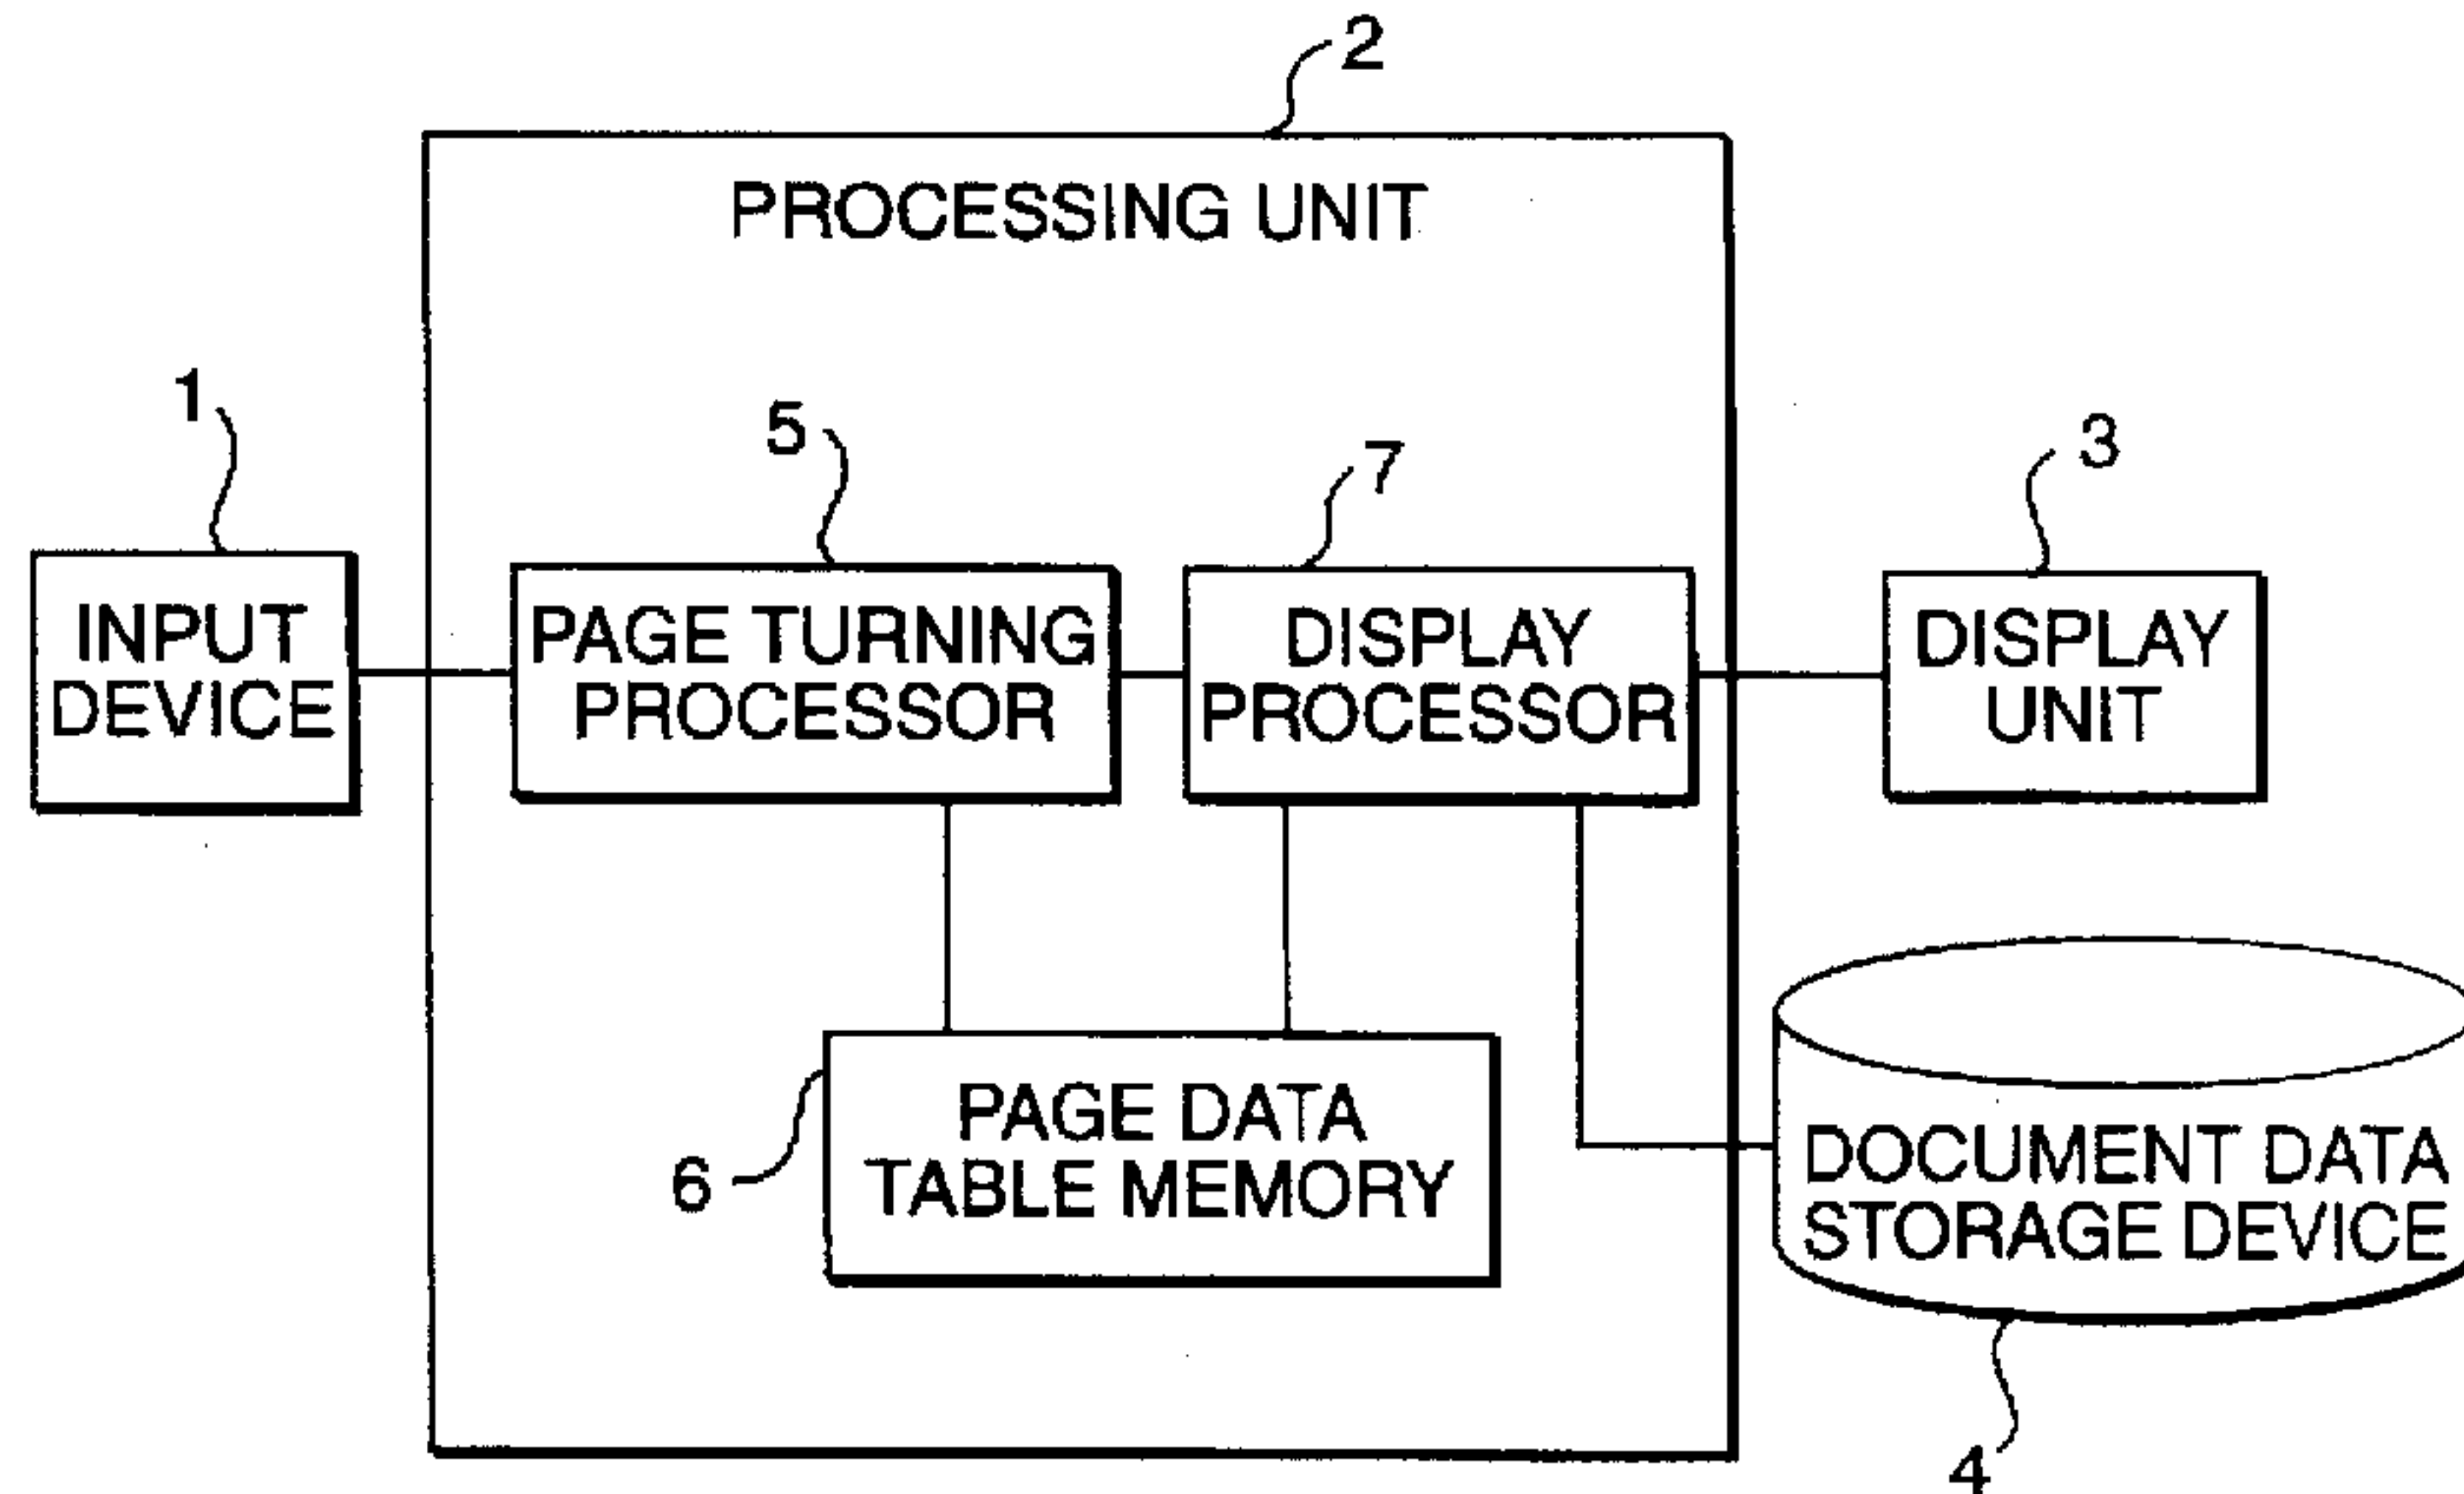 2
PROCESSING UNIT
1
5
7
3
INPUT
DEVICE
PAGE TURNING
PROCESSOR
DISPLAY
PROCESSOR
DISPLAY
UNIT
6
PAGE DATA
TABLE MEMORY
DOCUMENT DATA
STORAGE DEVICE
4